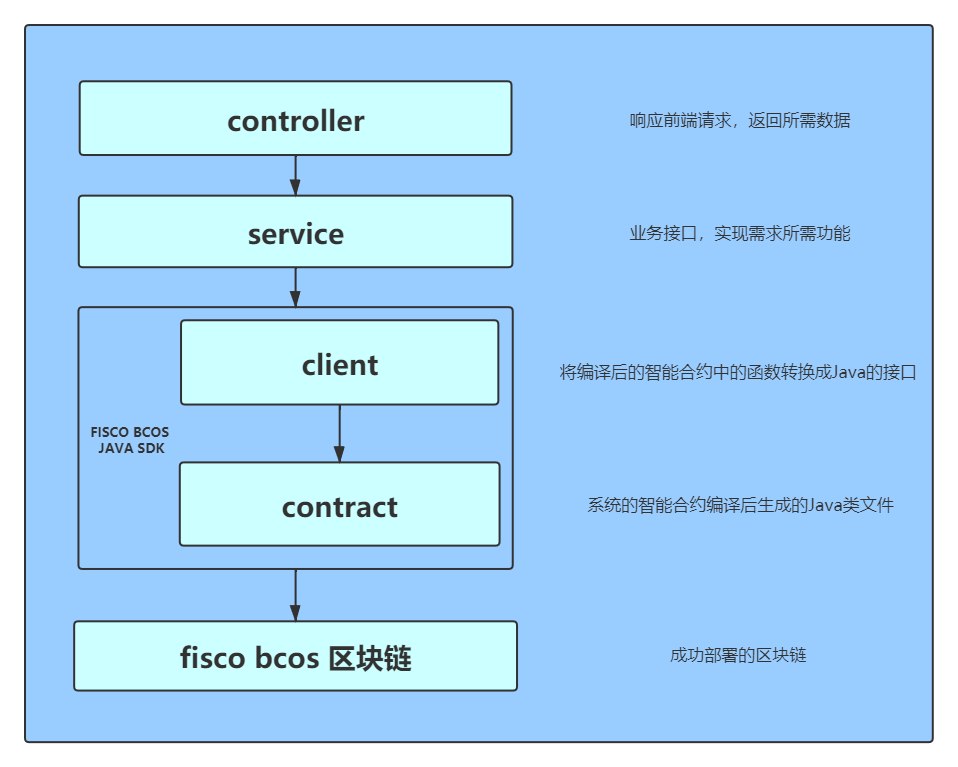 controller
响应前端请求，返回所需数据
service
业务接口，实现需求所需功能
client
将编译后的智能合约中的函数转换成Java的接口
FISCO BCOS
JAVA SDK
contract
系统的智能合约编译后生成的Java类文件
fisco bcos 区块链
成功部署的区块链